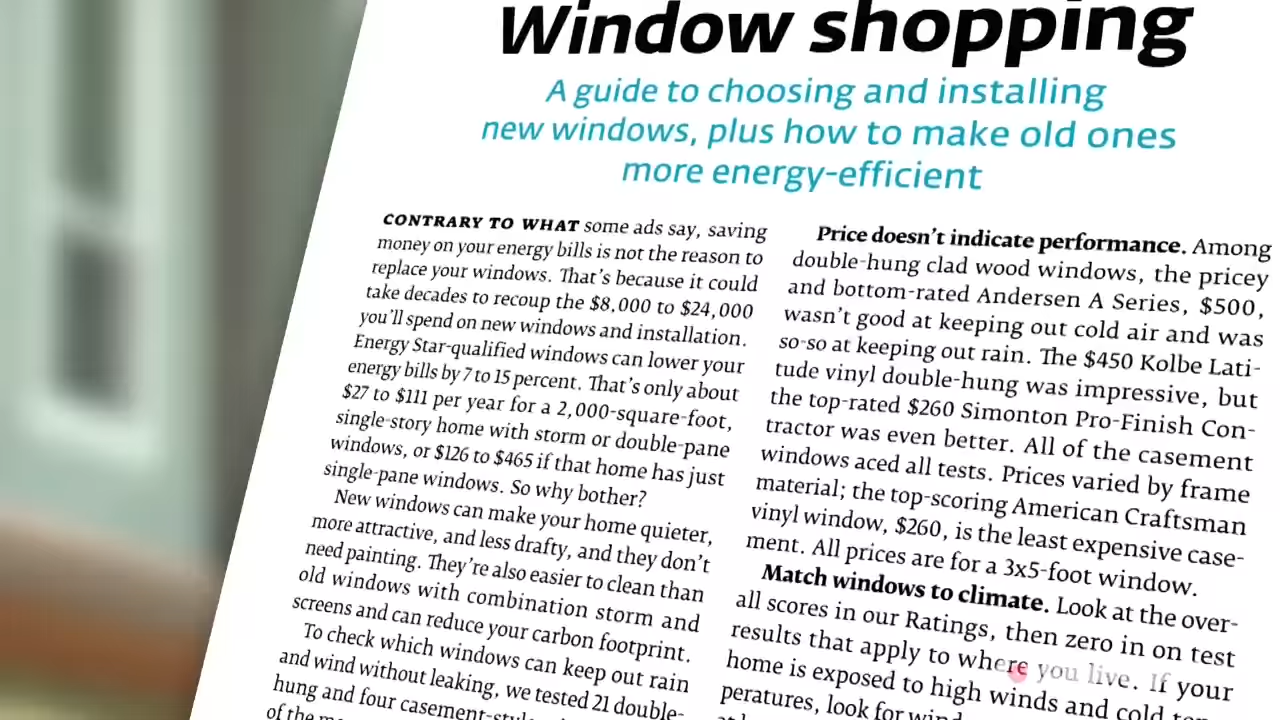 Window shopping
A guide to choosing and installing
new windows, plus how to make old ones
more energy-efficient
CONTRARY TO WHAT some ads say, saving
money on your energy bills is not the reason to
replace your windows. That's because it could
take decades to recoup the $8,000 to $24,000
you'll spend on new windows and installation.
Energy Star-qualified windows can lower your
energy bills by 7 to 15 percent. That's only about
$27 to $111 per year for a 2,000-square-foot,
single-story home with storm or double-pane
windows, or $126 to $465 if that home has just
single-pane windows. So why bother?
New windows can make your home quieter,
more attractive, and less drafty, and they don't
need painting. They're also easier to clean than
old windows with combination storm and
screens and can reduce your carbon footprint.
To check which windows can keep out rain
and wind without leaking, we tested 21 double-
hung and four casement-style
of the
Price doesn't indicate performance. Among
double-hung clad wood windows, the pricey
and bottom-rated Andersen A Series, $500,
wasn't good at keeping out cold air and was
so-so at keeping out rain. The $450 Kolbe Lati-
tude vinyl double-hung was impressive, but
the top-rated $260 Simonton Pro-Finish Con-
tractor was even better. All of the casement
windows aced all tests. Prices varied by frame
material; the top-scoring American Craftsman
vinyl window, $260, is the least expensive case-
ment. All prices are for a 3x5-foot window.
Match windows to climate. Look at the over-
all scores in our Ratings, then zero in on test
results that apply to where you live. If your
home is exposed to high winds and cold tem-
peratures, look for